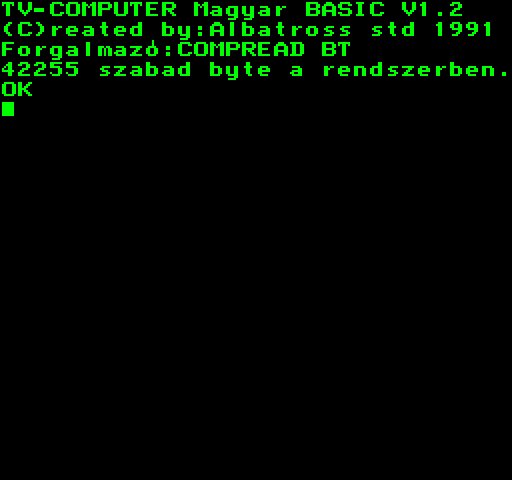 TV-COMPUTER Magyar BASIC V1.2
(C)reated by:Albatross std 1991
Forgalmazó:COMPREAD BT
42255 szabad byte a rendszerben.
OK